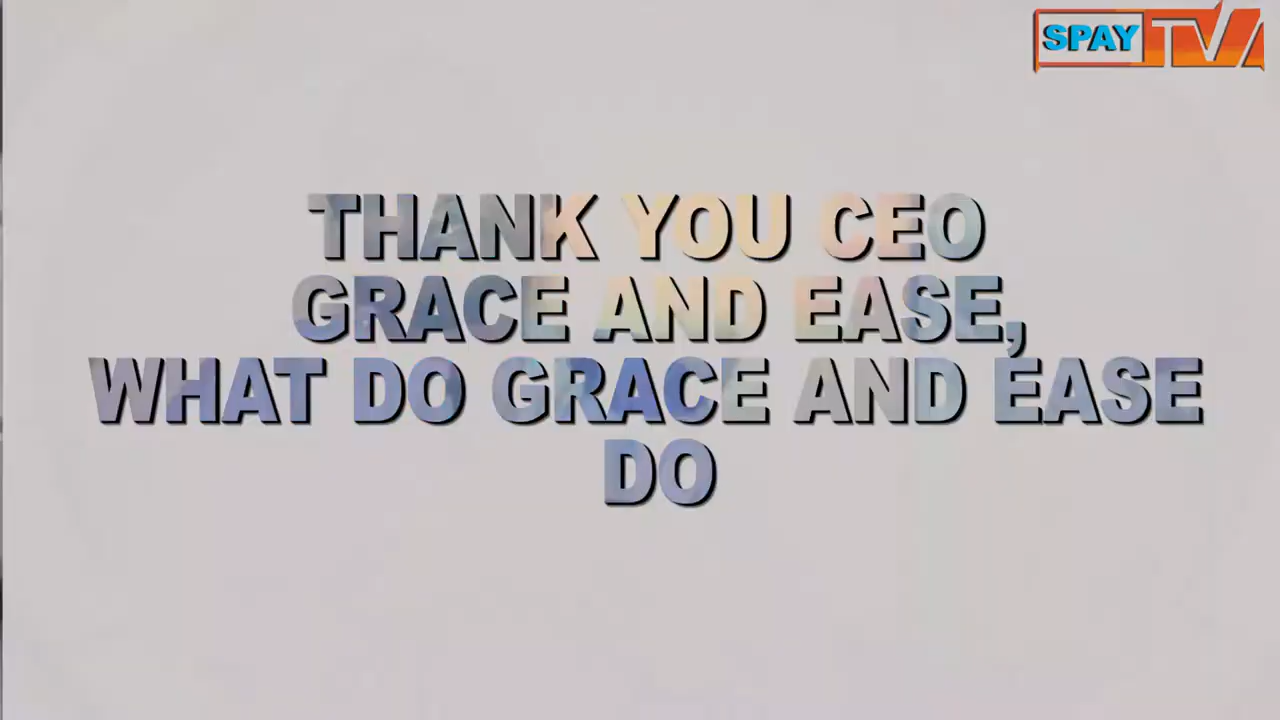 SPAY TV
THANK YOU CEO
GRACE AND EASE,
WHAT DO GRACE AND EASE
DO